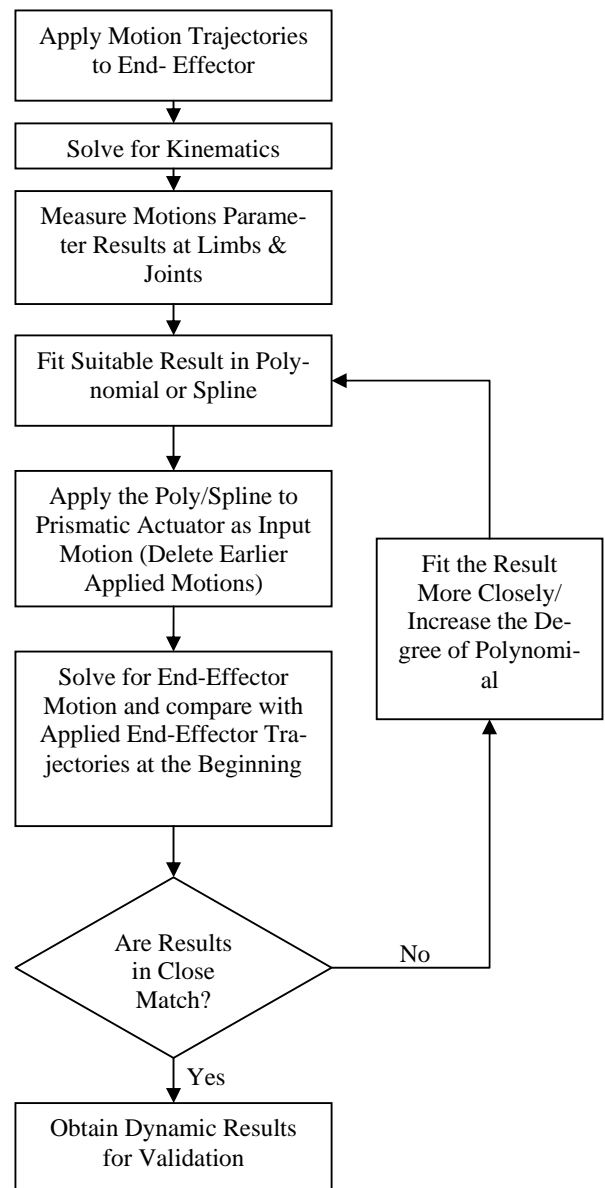 Apply Motion Trajectories
to End- Effector
Solve for Kinematics
Measure Motions Parame-
ter Results at Limbs &
Joints
Fit Suitable Result in Poly-
nomial or Spline
Apply the Poly/Spline to
Prismatic Actuator as Input
Motion (Delete Earlier
Applied Motions)
Fit the Result
More Closely/
Increase the De-
gree of Polynomi-
al
Solve for End-Effector
Motion and compare with
Applied End-Effector Tra-
jectories at the Beginning
Are Results
in Close
Match?
No
Yes
Obtain Dynamic Results
for Validation